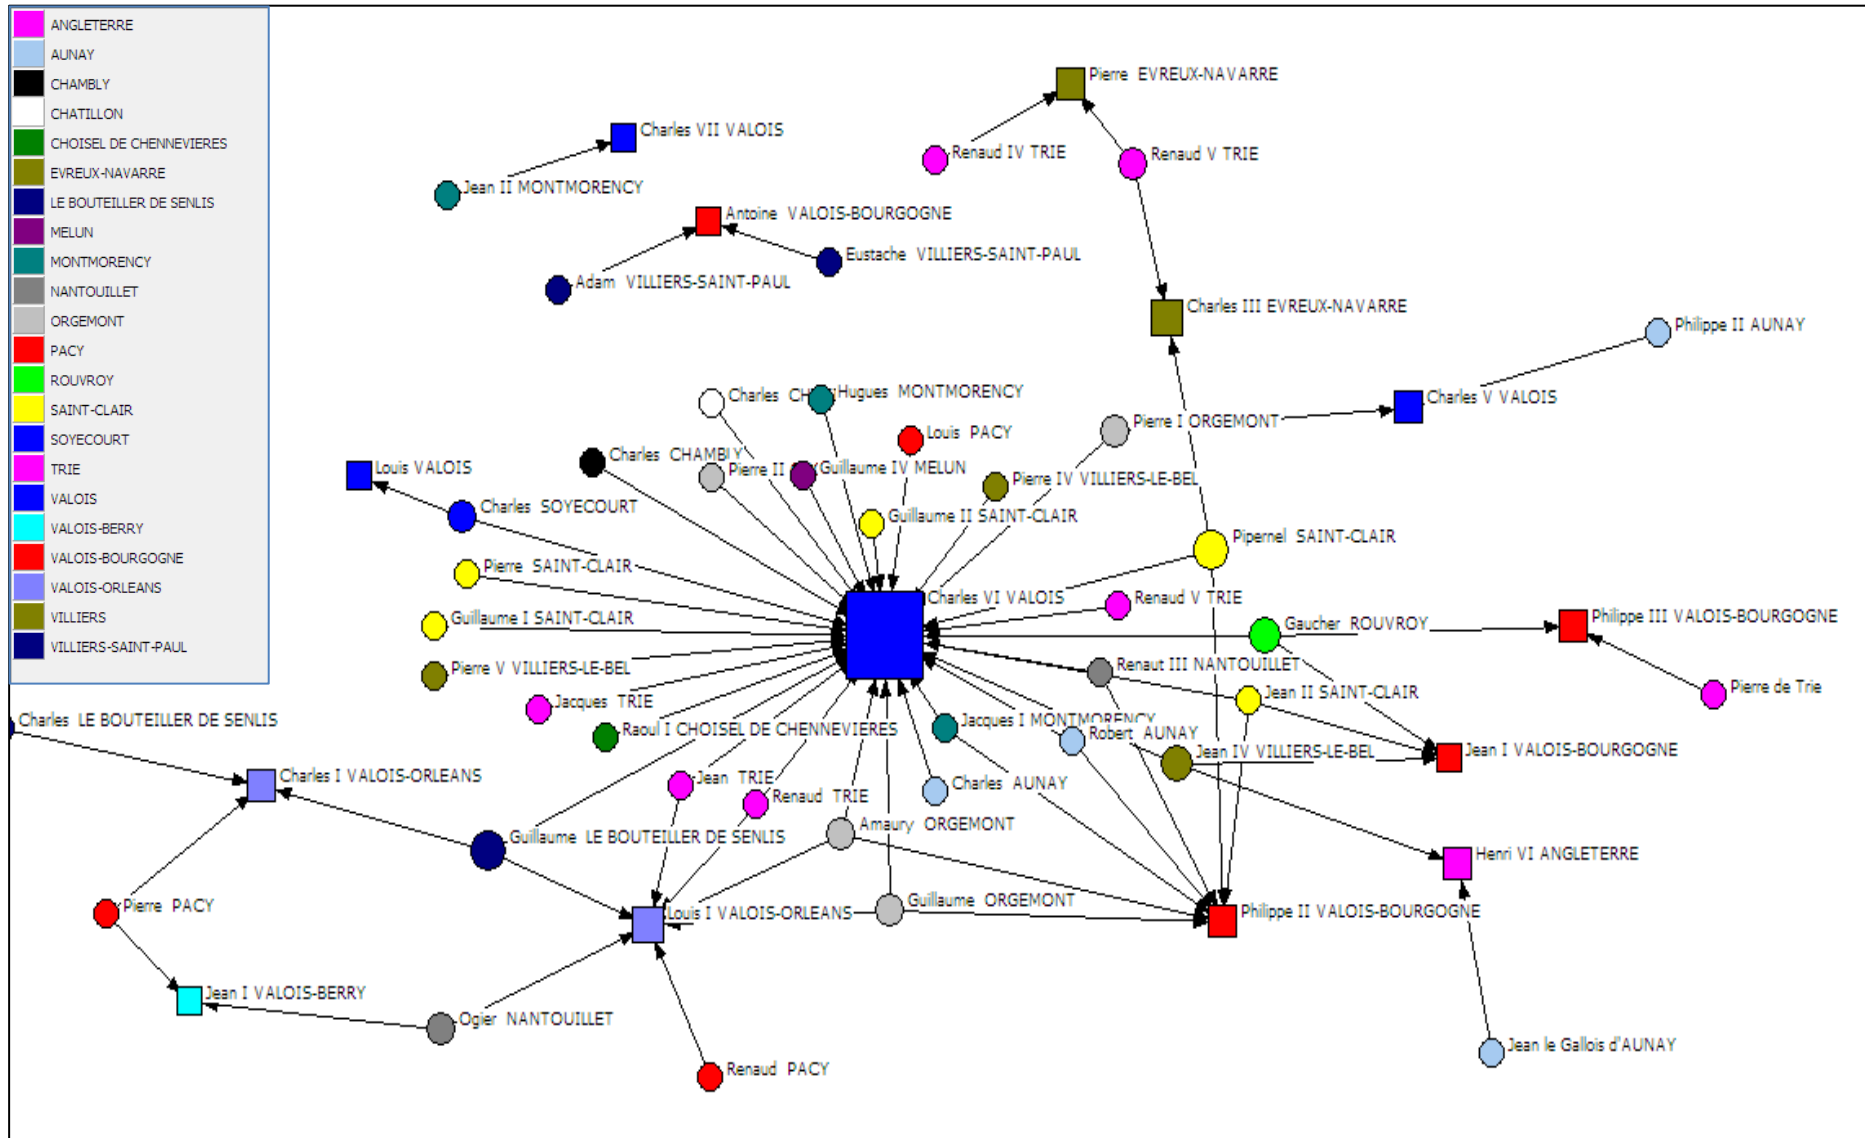 ANGLETERRE
AUNAY
CHAMBLY
CHATILLON
CHOISEL DE CHENNEVIERES
EVREUX-NAVARRE
LE BOUTEILLER DE SENLIS
MELUN
MONTMORENCY
NANTOUILLET
ORGEMONT
PACY
ROUVROY
SAINT-CLAIR
SOYECOURT
TRIE
VALOIS
VALOIS-BERRY
VALOIS-BOURGOGNE
VALOIS-ORLEANS
VILLIERS
VILLIERS-SAINT-PAUL
Pierre EVREUX-NAVARRE
Charles VII VALOIS
Renaud IV TRIE
Renaud V TRIE
Jean II MONTMORENCY
Antoine VALOIS-BOURGOGNE
Eustache VILLIERS-SAINT-PAUL
Adam VILLIERS-SAINT-PAUL
Charles III EVREUX-NAVARRE
Philippe II AUNAY
Charles
Hugues MONTMORENCY
Charles V VALOIS
Pierre I ORGEMONT
Louis PACY
Charles CHAMBLY
Louis VALOIS
Pierre II
Guillaume IV MELUN
Pierre IV VILLIERS-LE-BEL
Charles SOYECOURT
Guillaume II SAINT-CLAIR
Pipernel SAINT-CLAIR
Pierre SAINT-CLAIR
Charles VI VALOIS
Renaud V TRIE
Guillaume I SAINT-CLAIR
Gaucher ROUVROY
Philippe III VALOIS-BOURGOGNE
Pierre V VILLIERS-LE-BEL
Renaut III NANTOUILLET
Jacques TRIE
Jean II SAINT-CLAIR
Pierre de Trie
Charles LE BOUTEILLER DE SENLIS
Raoul I CHOISEL DE CHENNEVIERES
Jacques I MONTMORENCY
Robert AUNAY
Jean IV VILLIERS-LE-BEL
Jean I VALOIS-BOURGOGNE
Charles I VALOIS-ORLEANS
Jean TRIE
Renaud TRIE
Charles AUNAY
Guillaume LE BOUTEILLER DE SENLIS
Amaury ORGEMONT
Henri VI ANGLETERRE
Pierre PACY
Louis I VALOIS-ORLEANS
Guillaume ORGEMONT
Philippe II VALOIS-BOURGOGNE
Jean I VALOIS-BERRY
Ogier NANTOUILLET
Jean le Gallois d'AUNAY
Renaud PACY